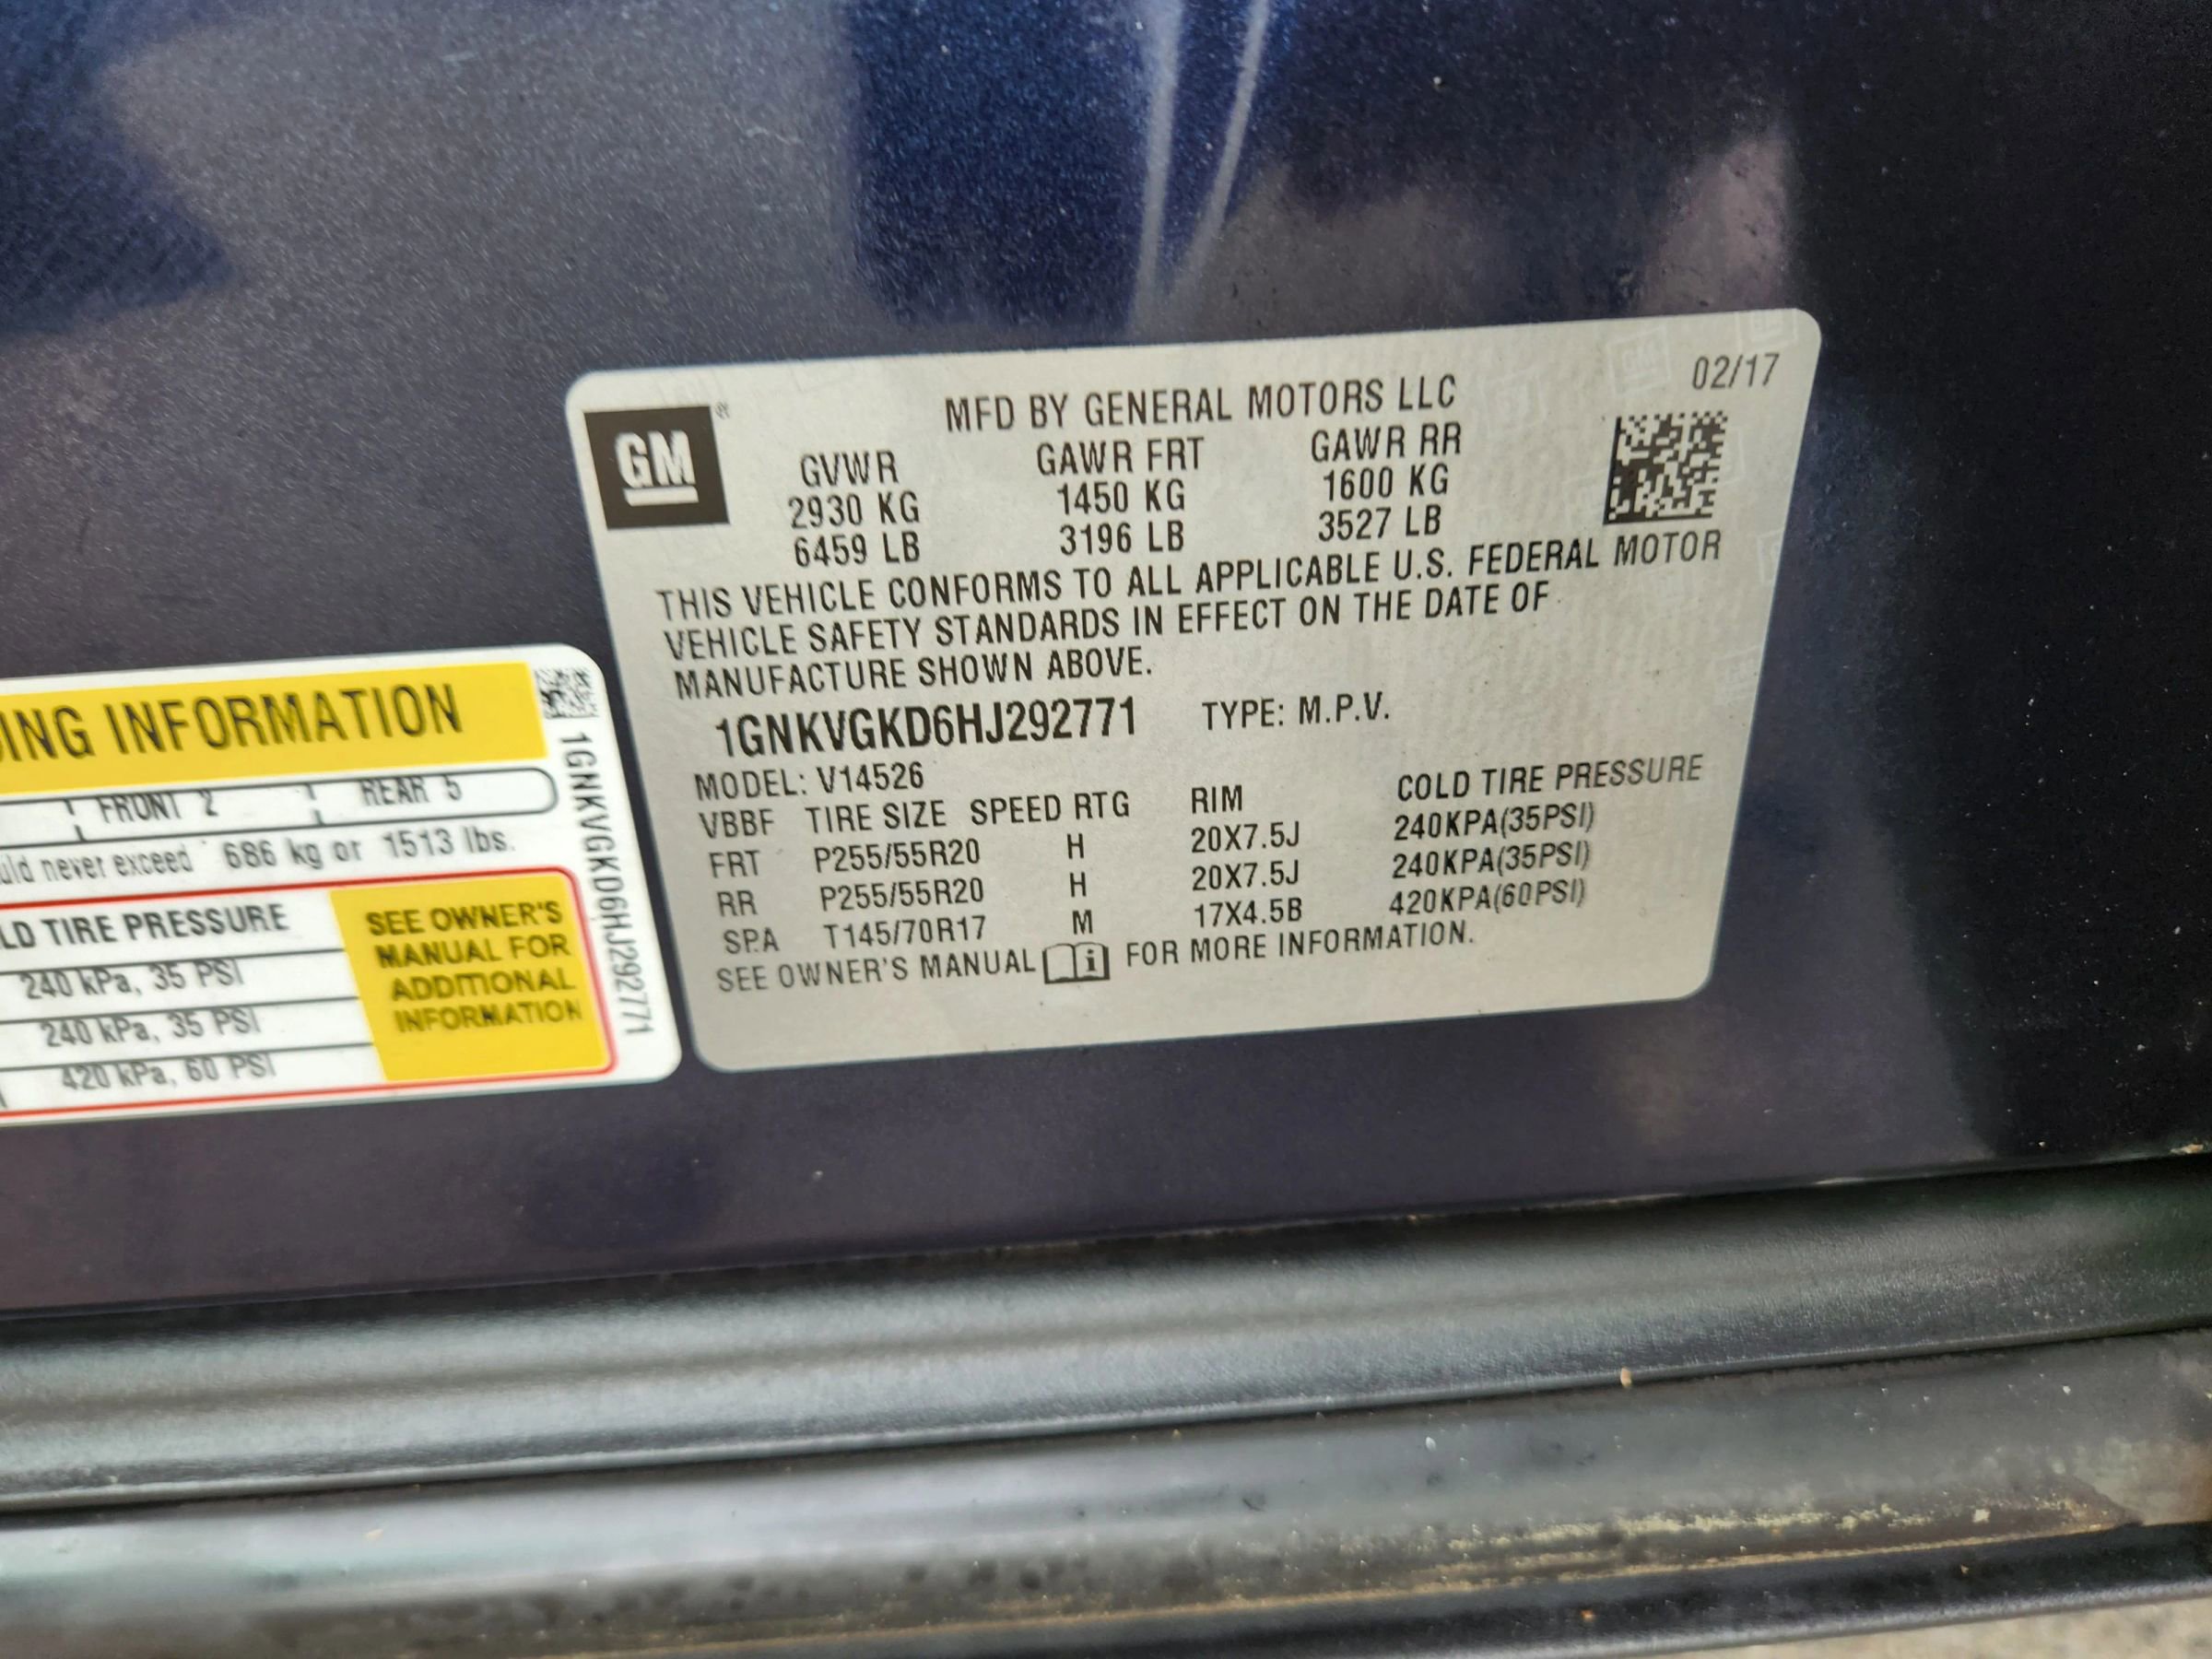 02/17
GM
MFD BY GENERAL MOTORS LLC
GVWR GAWR FRT GAWR RR
2930 KG 1450 KG 1600 KG
6459 LB 3196 LB 3527 LB
THIS VEHICLE CONFORMS TO ALL APPLICABLE U.S. FEDERAL MOTOR
VEHICLE SAFETY STANDARDS IN EFFECT ON THE DATE OF
MANUFACTURE SHOWN ABOVE.
1GNKVGKD6HJ292771 TYPE: M.P.V.
MODEL: V14526
VBBF TIRE SIZE SPEED RTG RIM COLD TIRE PRESSURE
FRT P255/55R20 H 20X7.5J 240KPA(35PSI)
RR P255/55R20 H 20X7.5J 240KPA(35PSI)
SPA T145/70R17 M 17X4.5B 420KPA(60PSI)
SEE OWNER'S MANUAL i FOR MORE INFORMATION.
ING INFORMATION
FRONT 2 REAR 5
uld never exceed 686 kg or 1513 lbs.
LD TIRE PRESSURE
240 kPa, 35 PSI
240 kPa, 35 PSI
420 kPa, 60 PSI
SEE OWNER'S
MANUAL FOR
ADDITIONAL
INFORMATION
1GNKVGKD6HJ292771